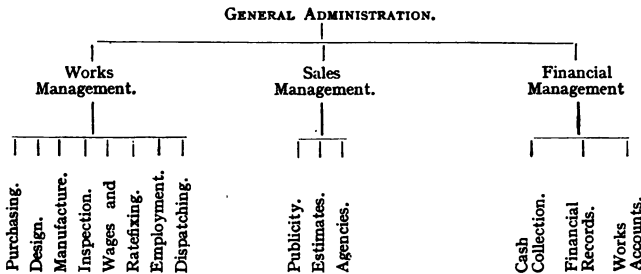 GENERAL ADMINISTRATION.
Works
Management.
Sales
Management.
Financial
Management
Purchasing.
Design.
Manufacture.
Inspection.
Wages and
Ratefixing.
Employment.
Dispatching.
Publicity.
Estimates.
Agencies.
Cash
Collection.
Financial
Records.
Works
Accounts.